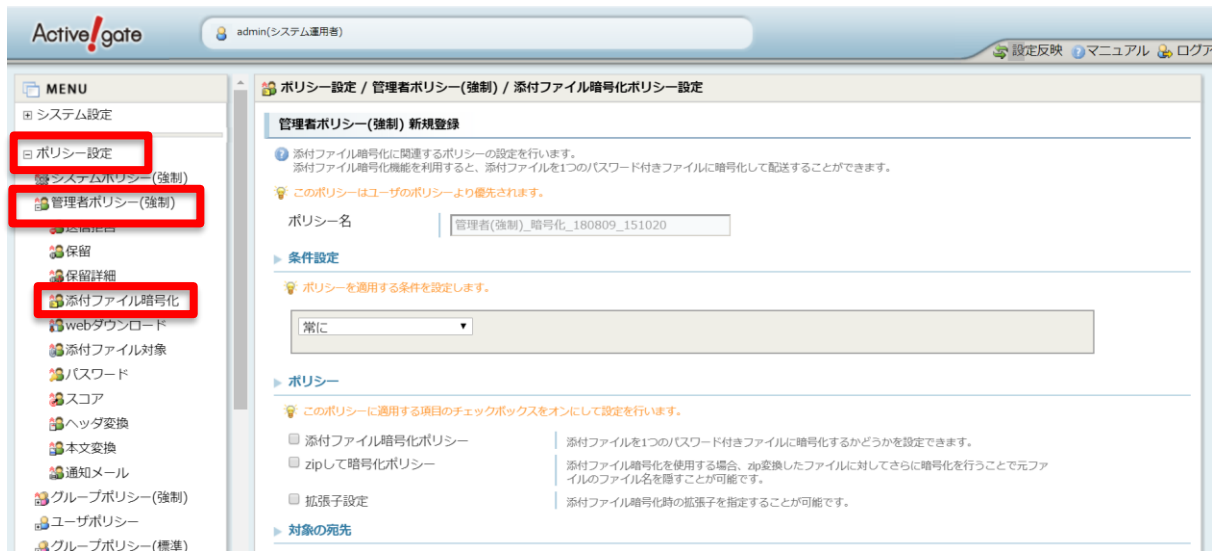 Active!gate
admin(システム運用者)
設定反映 マニュアル ログア
MENU
システム設定
ポリシー設定
システムポリシー(強制)
管理者ポリシー(強制)
送信拒否
保留
保留詳細
添付ファイル暗号化
webダウンロード
添付ファイル対象
パスワード
スコア
ヘッダ変換
本文変換
通知メール
グループポリシー(強制)
ユーザポリシー
グループポリシー(標準)
ポリシー設定 / 管理者ポリシー(強制) / 添付ファイル暗号化ポリシー設定
管理者ポリシー(強制) 新規登録
添付ファイル暗号化に関連するポリシーの設定を行います。
添付ファイル暗号化機能を利用すると、添付ファイルを1つのパスワード付きファイルに暗号化して配送することができます。
このポリシーはユーザのポリシーより優先されます。
ポリシー名 管理者(強制)_暗号化_180809_151020
条件設定
ポリシーを適用する条件を設定します。
常に
ポリシー
このポリシーに適用する項目のチェックボックスをオンにして設定を行います。
添付ファイル暗号化ポリシー 添付ファイルを1つのパスワード付きファイルに暗号化するかどうかを設定できます。
zipして暗号化ポリシー 添付ファイル暗号化を使用する場合、zip変換したファイルに対してさらに暗号化を行うことで元ファ
イルのファイル名を隠すことが可能です。
拡張子設定 添付ファイル暗号化時の拡張子を指定することが可能です。
対象の宛先